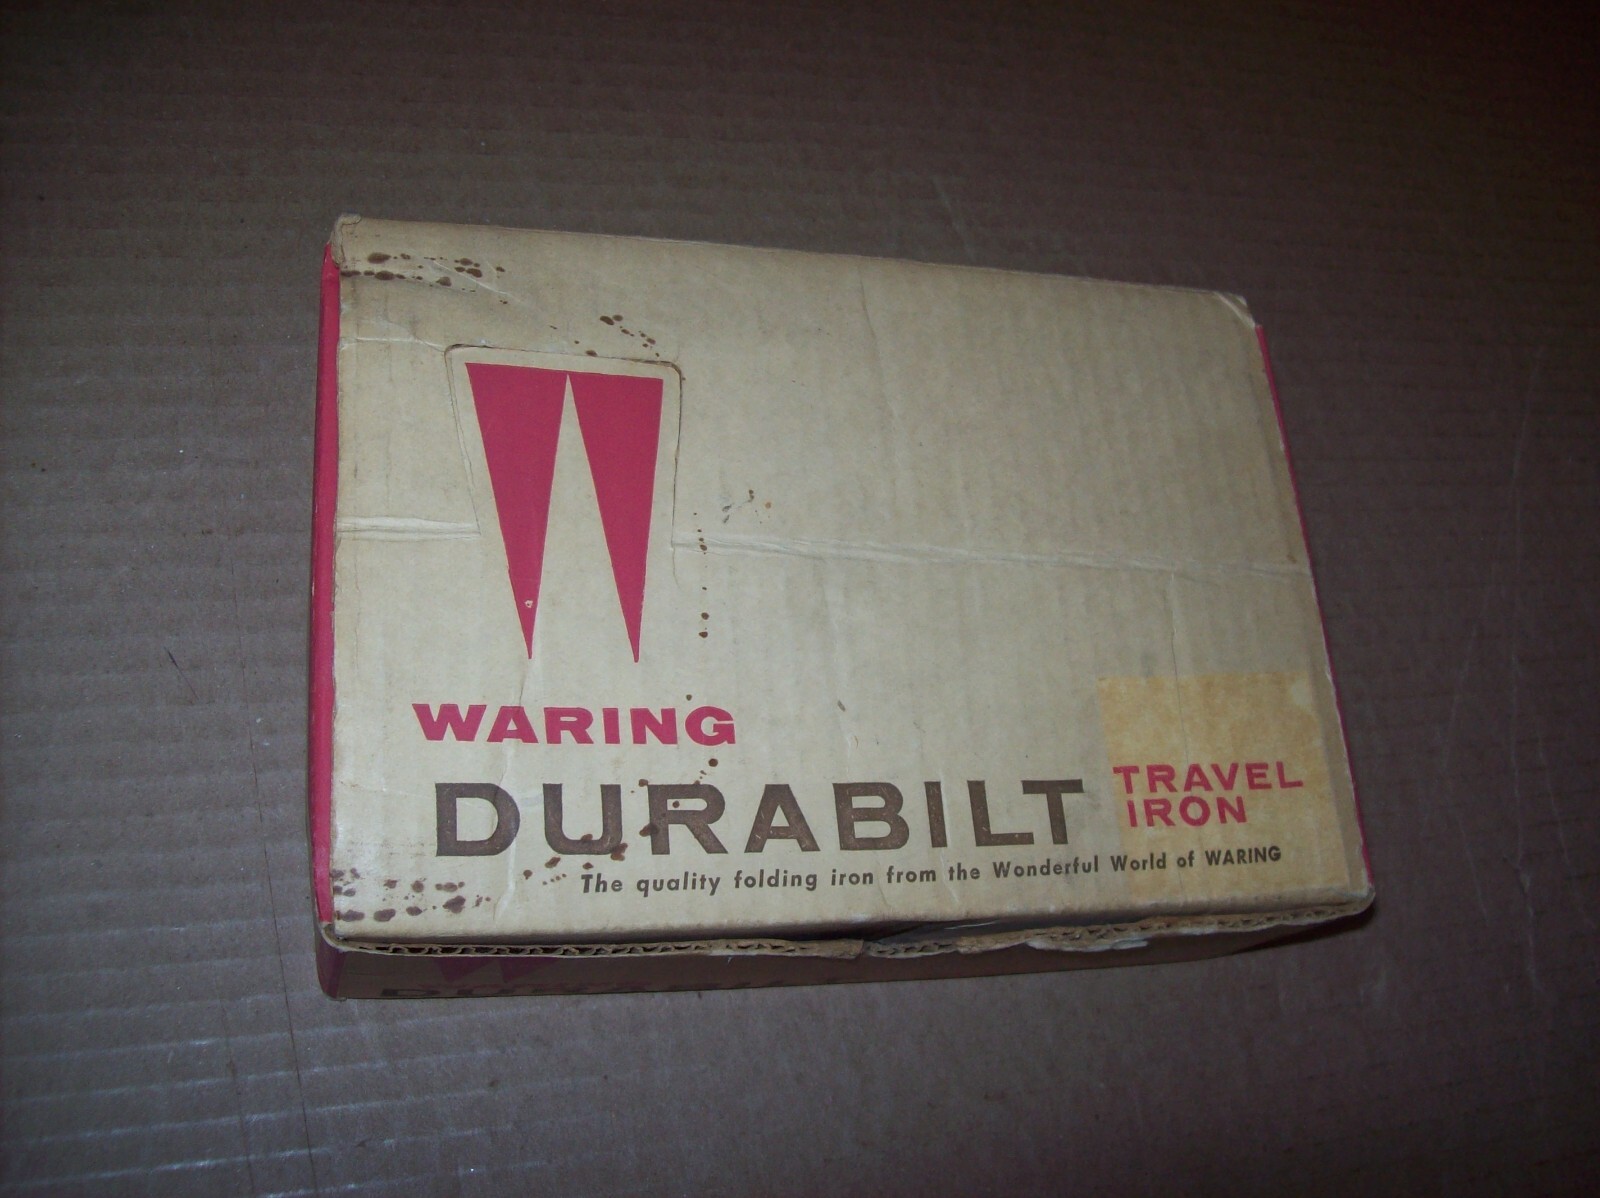 WARING
DURABILT
TRAVEL
IRON
The quality folding iron from the Wonderful World of WARING